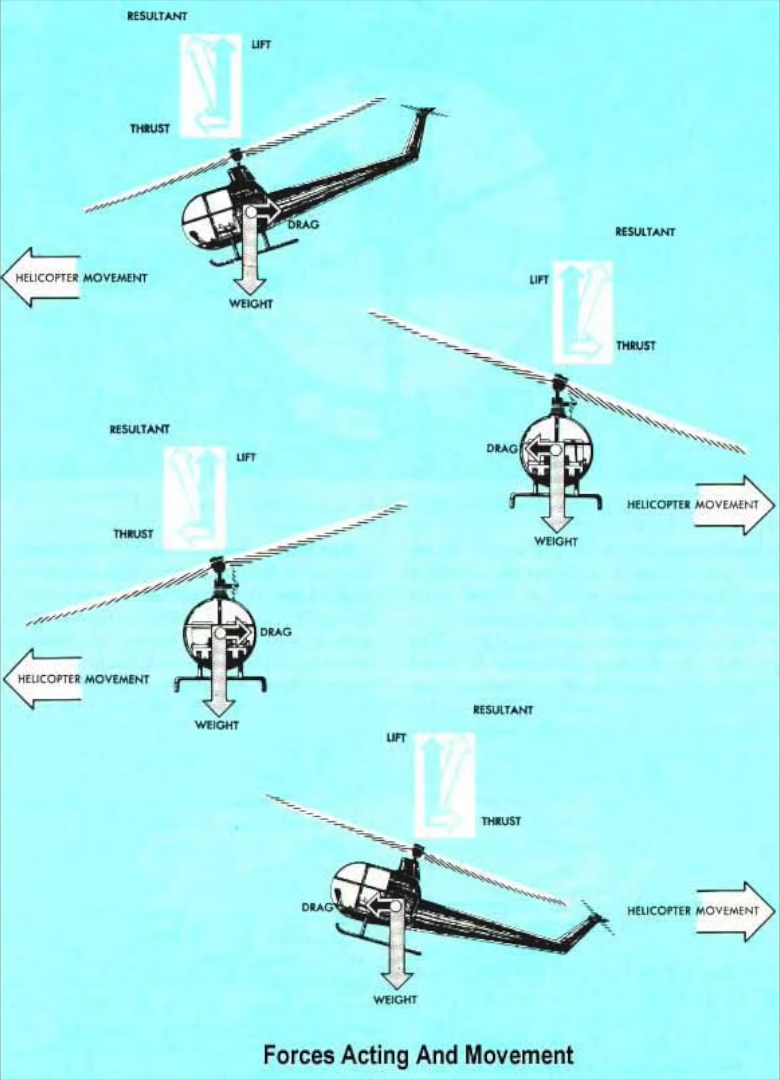 RESULTANT
LIFT
THRUST
DRAG
HELICOPTER MOVEMENT
WEIGHT
RESULTANT
LIFT
THRUST
DRAG
HELICOPTER MOVEMENT
WEIGHT
RESULTANT
LIFT
THRUST
DRAG
HELICOPTER MOVEMENT
WEIGHT
RESULTANT
LIFT
THRUST
DRAG
HELICOPTER MOVEMENT
WEIGHT
Forces Acting And Movement